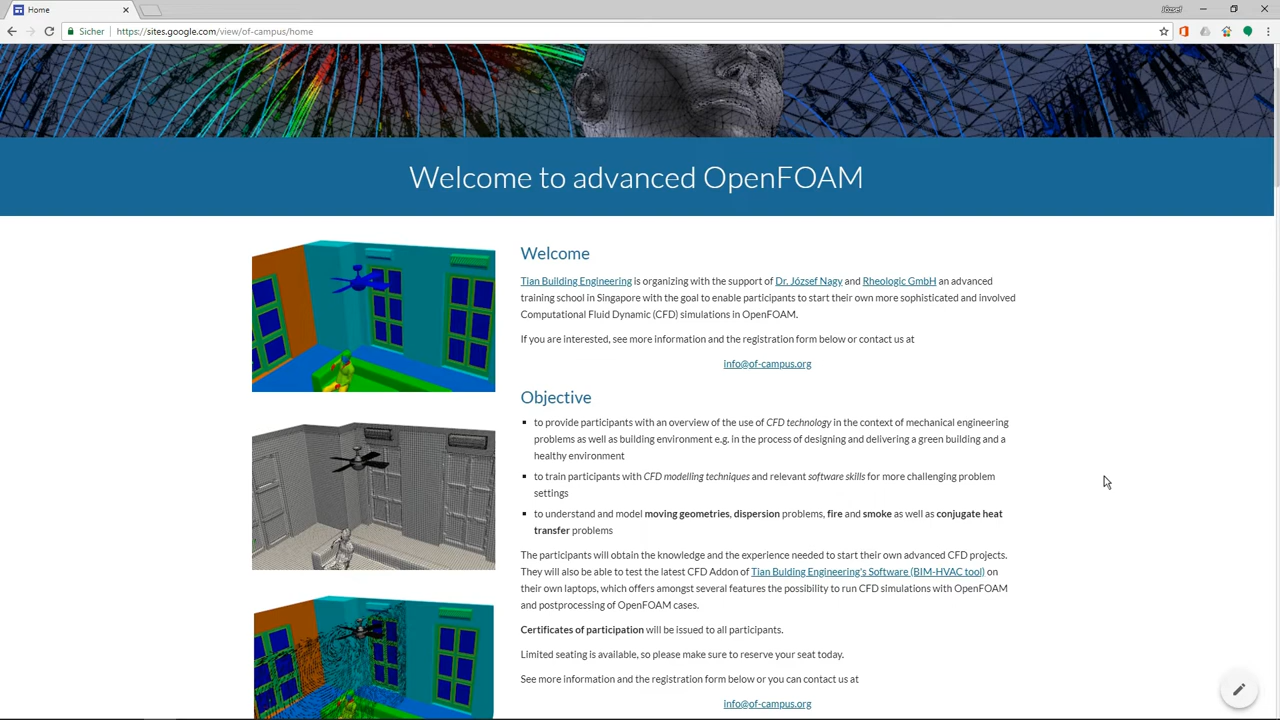 Home
Sicher
https://sites.google.com/view/of-campus/home
Welcome to advanced OpenFOAM
Welcome
Tian Building Engineering is organizing with the support of Dr. József Nagy and Rheologic GmbH an advanced
training school in Singapore with the goal to enable participants to start their own more sophisticated and involved
Computational Fluid Dynamic (CFD) simulations in OpenFOAM.
If you are interested, see more information and the registration form below or contact us at
info@of-campus.org
Objective
to provide participants with an overview of the use of CFD technology in the context of mechanical engineering
problems as well as building environment e.g. in the process of designing and delivering a green building and a
healthy environment
to train participants with CFD modelling techniques and relevant software skills for more challenging problem
settings
to understand and model moving geometries, dispersion problems, fire and smoke as well as conjugate heat
transfer problems
The participants will obtain the knowledge and the experience needed to start their own advanced CFD projects.
They will also be able to test the latest CFD Addon of Tian Bulding Engineering's Software (BIM-HVAC tool) on
their own laptops, which offers amongst several features the possibility to run CFD simulations with OpenFOAM
and postprocessing of OpenFOAM cases.
Certificates of participation will be issued to all participants.
Limited seating is available, so please make sure to reserve your seat today.
See more information and the registration form below or you can contact us at
info@of-campus.org